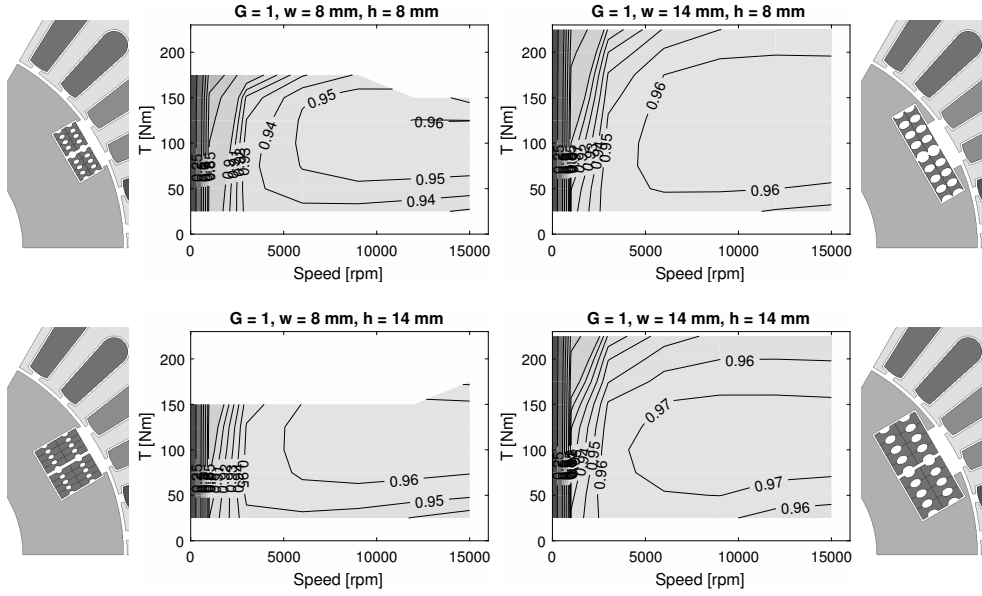 G = 1, w = 8 mm, h = 8 mm
T [Nm]
200
150
100
50
0
0.95
0.94
0.96
0.93
0.95
0.94
0 5000 10000 15000
Speed [rpm]
G = 1, w = 14 mm, h = 8 mm
T [Nm]
200
150
100
50
0
0.96
0.95
0.96
0 5000 10000 15000
Speed [rpm]
G = 1, w = 8 mm, h = 14 mm
T [Nm]
200
150
100
50
0
0.96
0.95
0 5000 10000 15000
Speed [rpm]
G = 1, w = 14 mm, h = 14 mm
T [Nm]
200
150
100
50
0
0.96
0.97
0.95
0.96
0.97
0.96
0 5000 10000 15000
Speed [rpm]